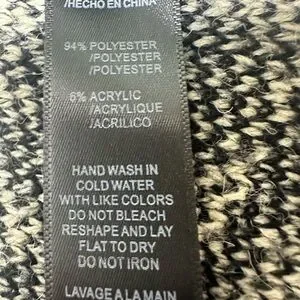 /HECHO EN CHINA
94% POLYESTER
/POLYESTER
/POLYESTER
6% ACRYLIC
/ACRYLIQUE
/ACRILICO
HAND WASH IN
COLD WATER
WITH LIKE COLORS
DO NOT BLEACH
RESHAPE AND LAY
FLAT TO DRY
DO NOT IRON
LAVAGE A LA MAIN